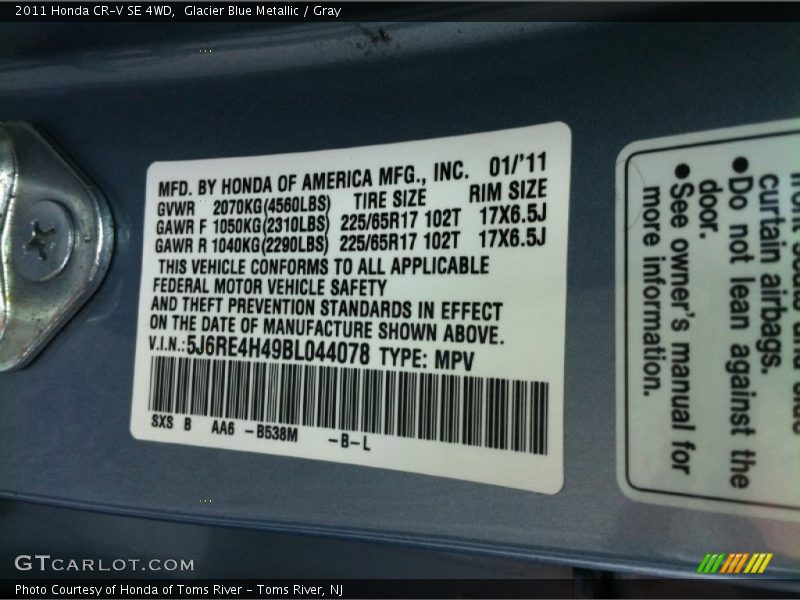 2011 Honda CR-V SE 4WD,  Glacier Blue Metallic / Gray
MFD. BY HONDA OF AMERICA MFG., INC.  01/'11
GVWR  2070KG(4560LBS)  TIRE SIZE  RIM SIZE
GAWR F 1050KG(2310LBS)  225/65R17 102T  17X6.5J
GAWR R 1040KG(2290LBS)  225/65R17 102T  17X6.5J
THIS VEHICLE CONFORMS TO ALL APPLICABLE
FEDERAL MOTOR VEHICLE SAFETY
AND THEFT PREVENTION STANDARDS IN EFFECT
ON THE DATE OF MANUFACTURE SHOWN ABOVE.
V.I.N.:5J6RE4H49BL044078 TYPE: MPV
SXS B  AA6 -B538M  -B-L
curtain airbags.
●Do not lean against the
door.
●See owner's manual for
more information.
GTCARLOT.COM
Photo Courtesy of Honda of Toms River - Toms River, NJ